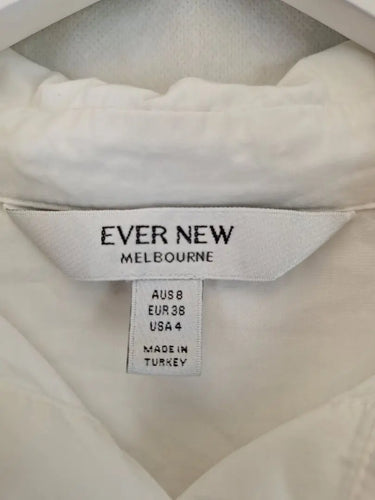 EVER NEW
MELBOURNE
AUS 8
EUR 36
USA 4
MADE IN
TURKEY